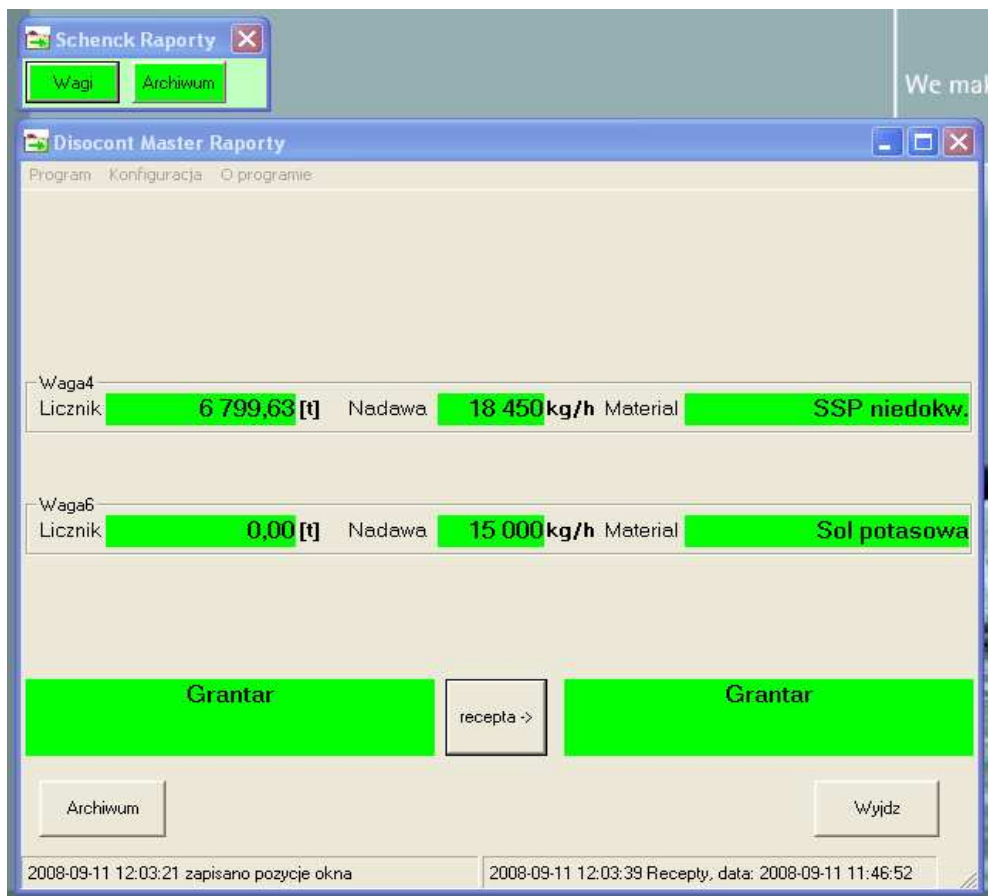 Schenck Raporty
Wagi Archiwum
We mak
Disocont Master Raporty
Program Konfiguracja O programie
Waga4
Licznik 6 799,63 [t] Nadawa 18 450 kg/h Material SSP niedokw.
Waga6
Licznik 0,00 [t] Nadawa 15 000 kg/h Material Sol potasowa
Grantar recepta -> Grantar
Archiwum Wyjdz
2008-09-11 12:03:21 zapisano pozycje okna 2008-09-11 12:03:39 Recepty, data: 2008-09-11 11:46:52